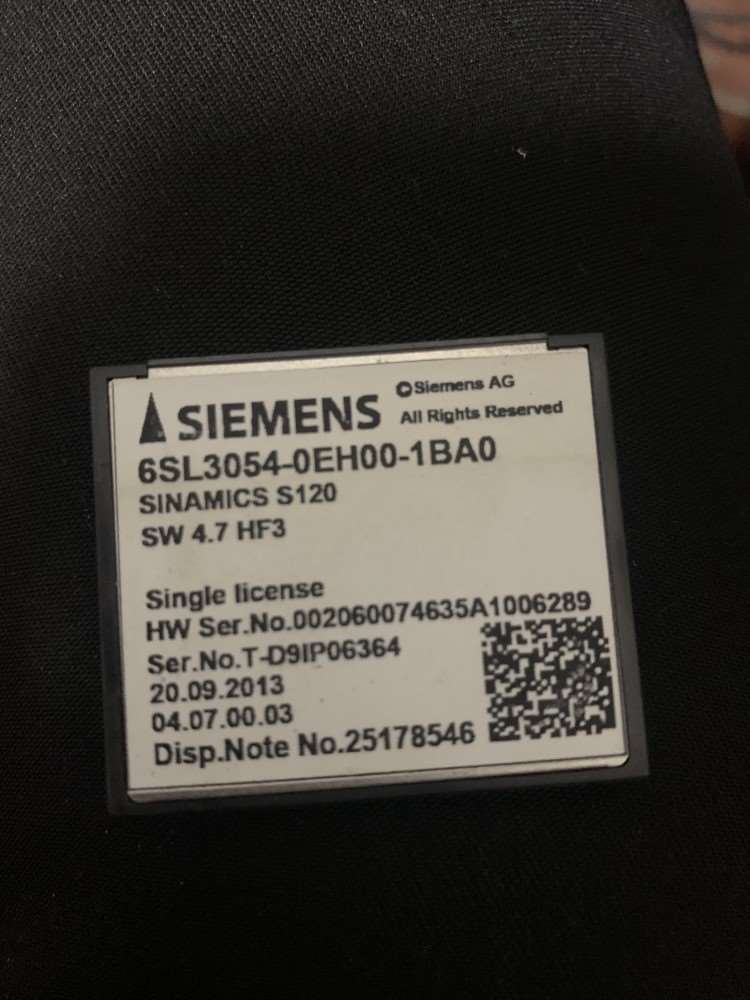 SIEMENS
©Siemens AG
All Rights Reserved
6SL3054-0EH00-1BA0
SINAMICS S120
SW 4.7 HF3
Single license
HW Ser.No.002060074635A1006289
Ser.No.T-D9IP06364
20.09.2013
04.07.00.03
Disp.Note No.25178546